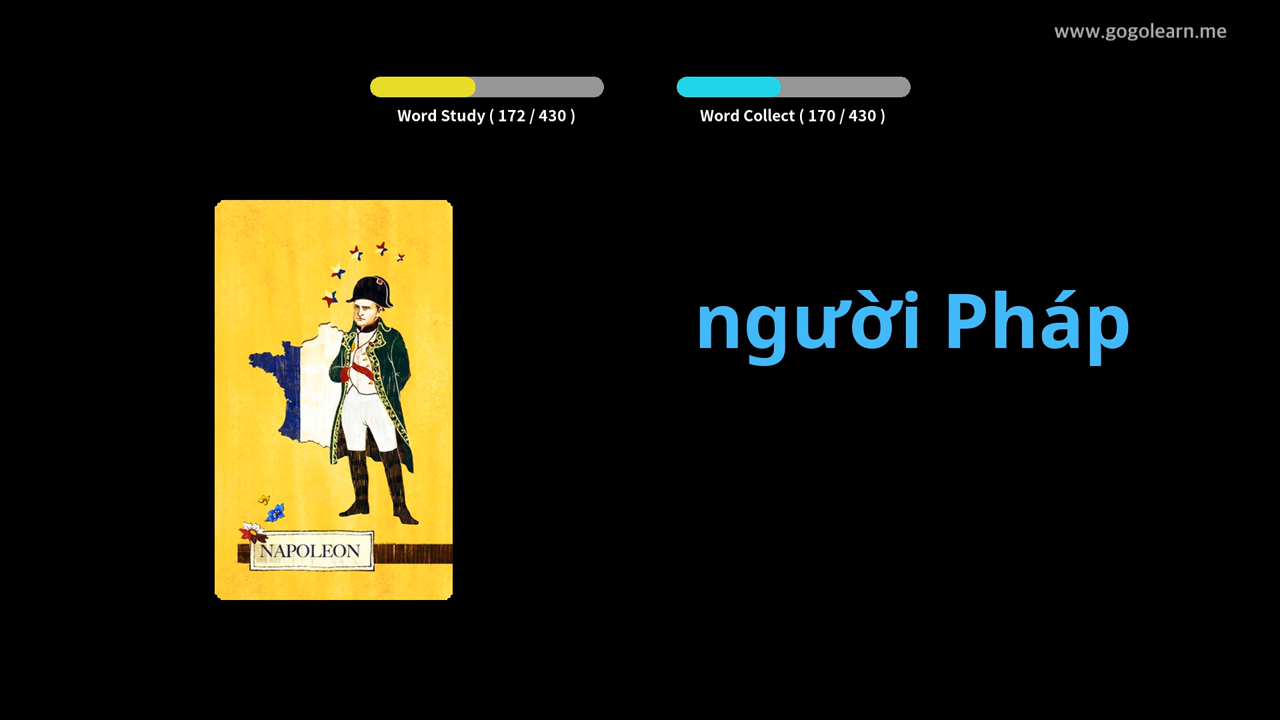 www.gogolearn.me
Word Study ( 172 / 430 )
Word Collect ( 170 / 430 )
người Pháp
NAPOLEON